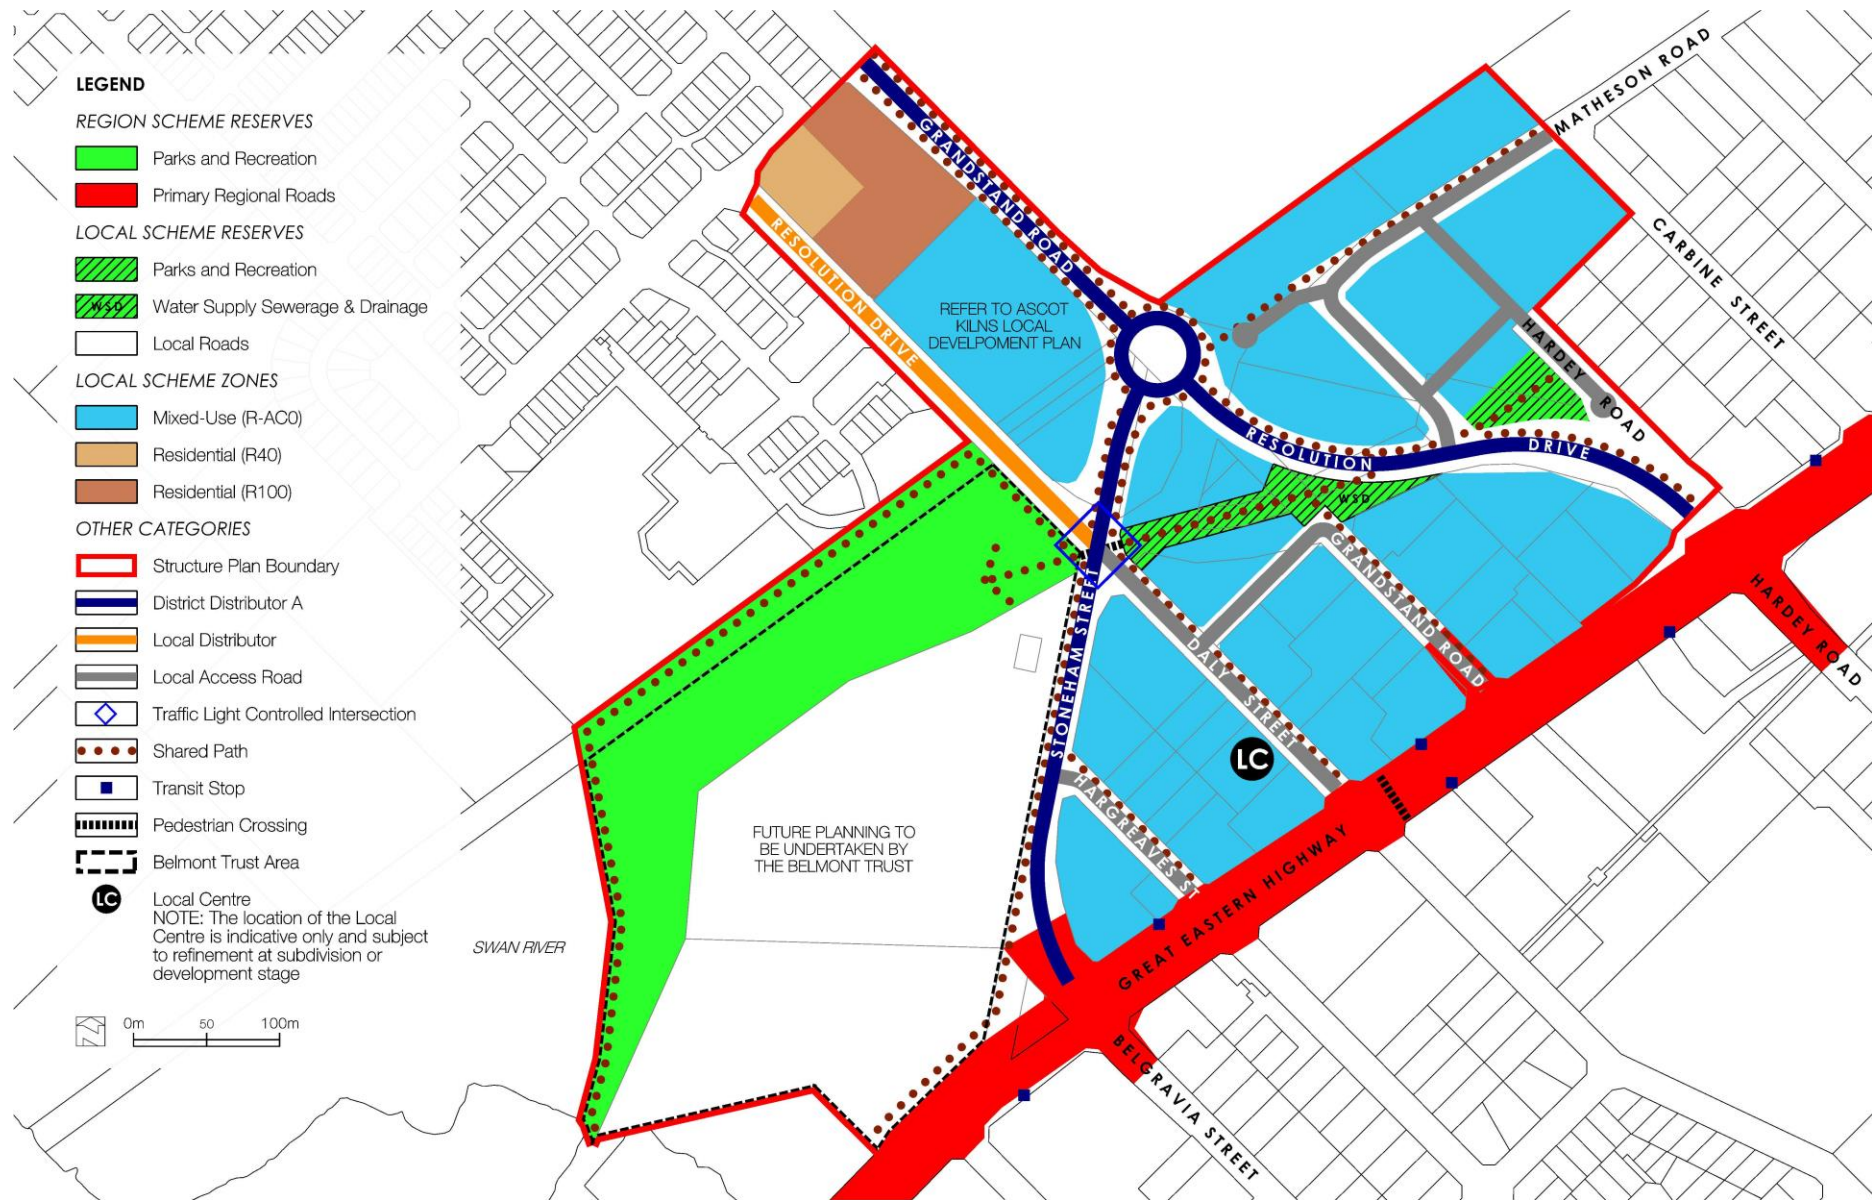 LEGEND
REGION SCHEME RESERVES
Parks and Recreation
Primary Regional Roads
LOCAL SCHEME RESERVES
Parks and Recreation
WSD
Water Supply Sewerage & Drainage
Local Roads
LOCAL SCHEME ZONES
Mixed-Use (R-AC0)
Residential (R40)
Residential (R100)
OTHER CATEGORIES
Structure Plan Boundary
District Distributor A
Local Distributor
Local Access Road
Traffic Light Controlled Intersection
Shared Path
Transit Stop
Pedestrian Crossing
Belmont Trust Area
LC
Local Centre
NOTE: The location of the Local
Centre is indicative only and subject
to refinement at subdivision or
development stage
N
0m 50 100m
GRANDSTAND ROAD
RESOLUTION DRIVE
REFER TO ASCOT
KILNS LOCAL
DEVELPOMENT PLAN
MATHESON ROAD
CARBINE STREET
HARDEY ROAD
RESOLUTION DRIVE
WSD
GRANDSTAND ROAD
HARDEY ROAD
STONEHAM STREET
DALY STREET
LC
HARGREAVES ST
FUTURE PLANNING TO
BE UNDERTAKEN BY
THE BELMONT TRUST
SWAN RIVER
GREAT EASTERN HIGHWAY
BELGRAVIA STREET